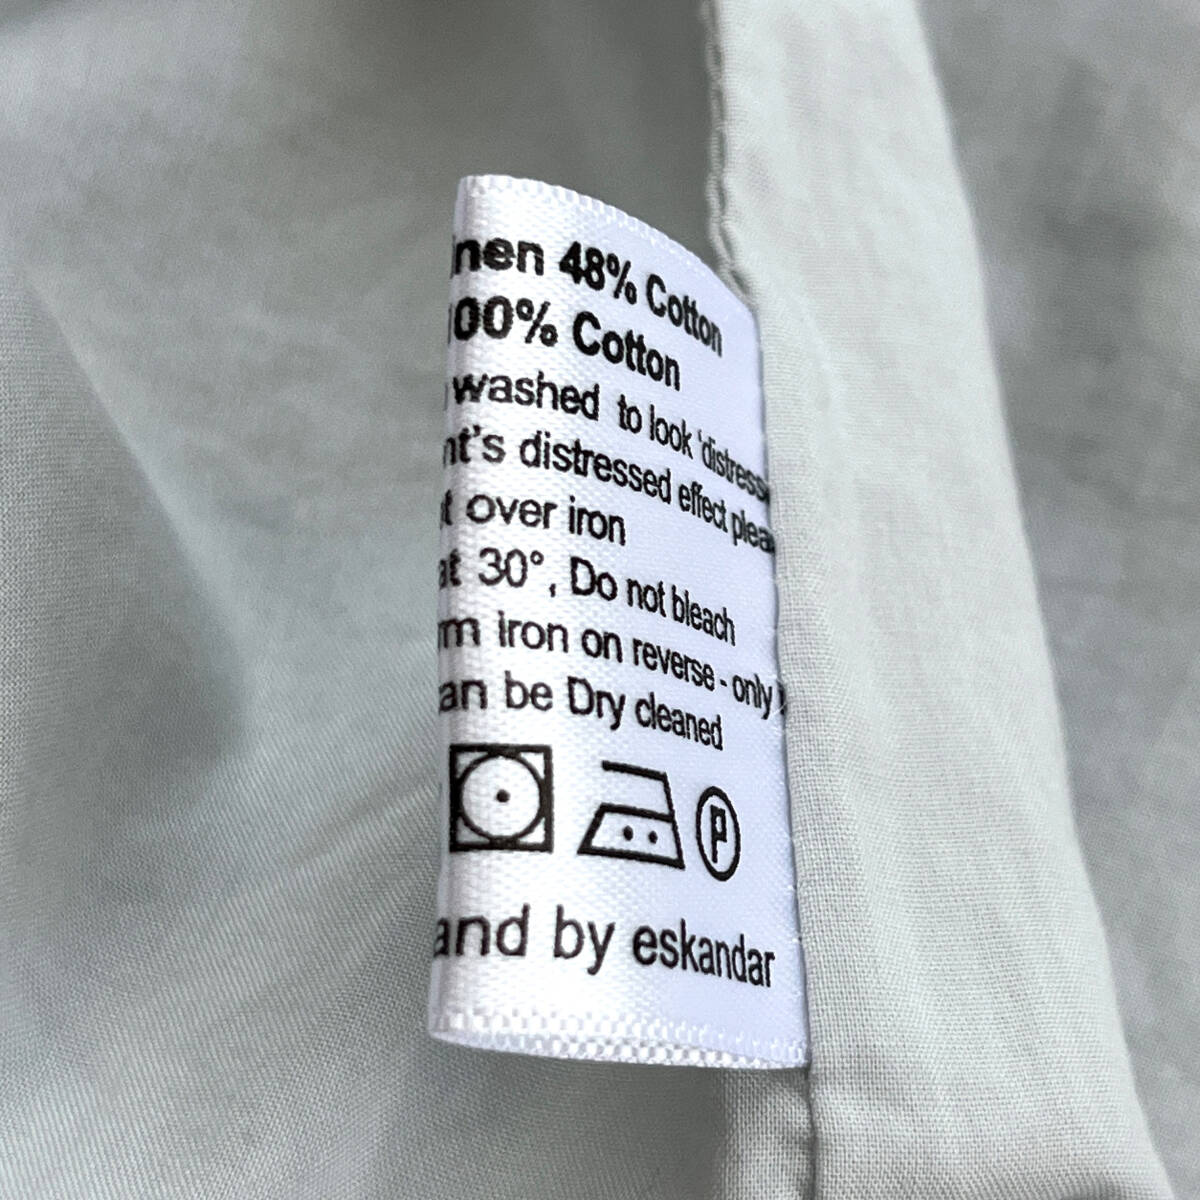 inen 48% Cotton
100% Cotton
washed to look 'distress
nt's distressed effect pleas
t over iron
at 30°, Do not bleach
rm iron on reverse - only
an be Dry cleaned
P
and by eskandar